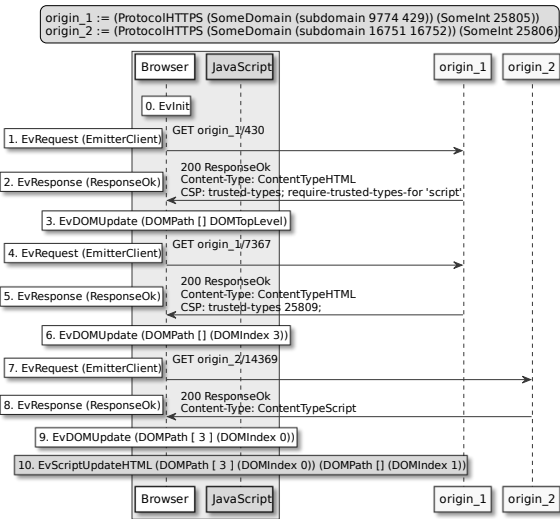 origin_1 := (ProtocolHTTPS (SomeDomain (subdomain 9774 429)) (SomeInt 25805))
origin_2 := (ProtocolHTTPS (SomeDomain (subdomain 16751 16752)) (SomeInt 25806)
Browser JavaScript origin_1 origin_2
0. EvInit
GET origin_1/430
1. EvRequest (EmitterClient)
200 ResponseOk
Content-Type: ContentTypeHTML
2. EvResponse (ResponseOk)
CSP: trusted-types; require-trusted-types-for 'script'
3. EvDOMUpdate (DOMPath [] DOMTopLevel)
GET origin_1/7367
4. EvRequest (EmitterClient)
200 ResponseOk
Content-Type: ContentTypeHTML
5. EvResponse (ResponseOk)
CSP: trusted-types 25809;
6. EvDOMUpdate (DOMPath [] (DOMIndex 3))
GET origin_2/14369
7. EvRequest (EmitterClient)
200 ResponseOk
8. EvResponse (ResponseOk)
Content-Type: ContentTypeScript
9. EvDOMUpdate (DOMPath [ 3 ] (DOMIndex 0))
10. EvScriptUpdateHTML (DOMPath [ 3 ] (DOMIndex 0)) (DOMPath [] (DOMIndex 1))
Browser JavaScript origin_1 origin_2